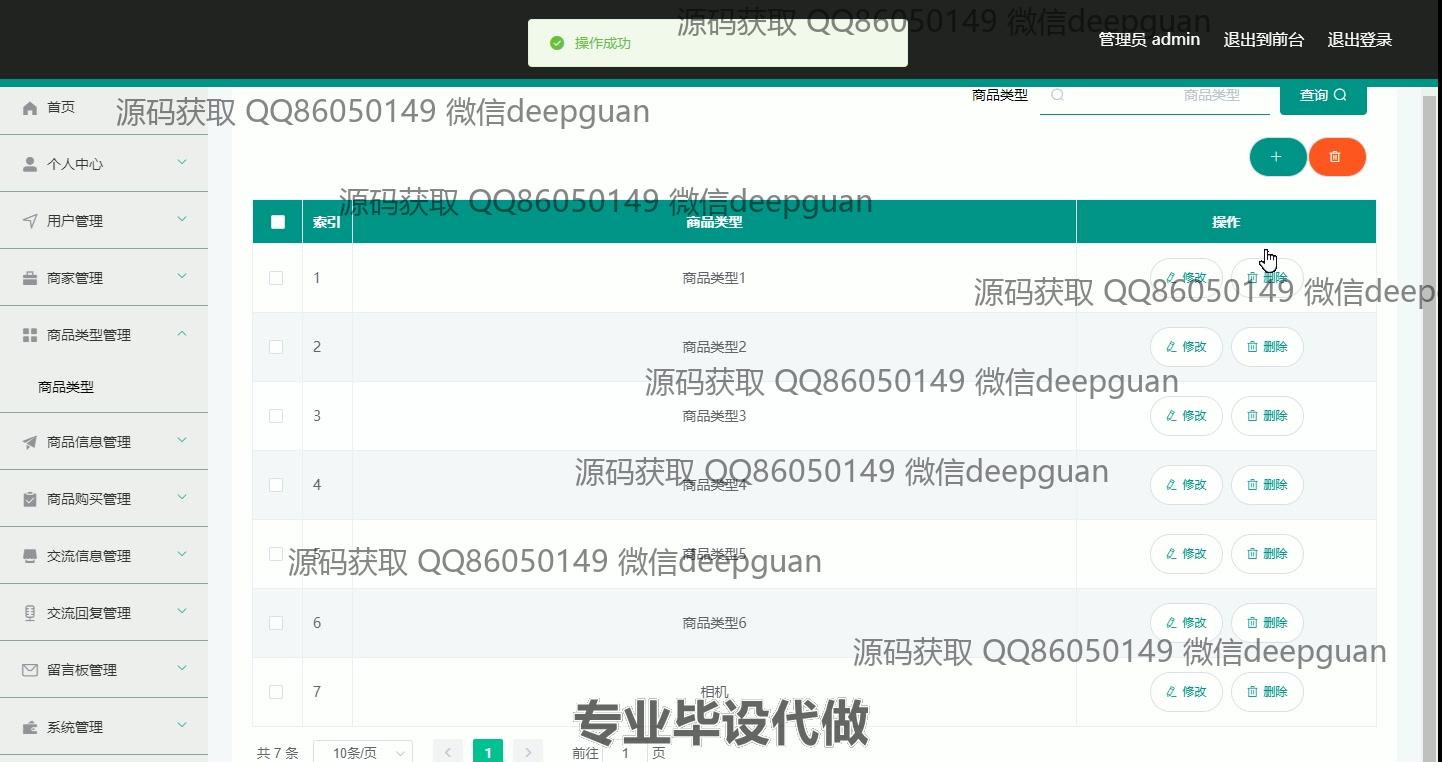 源码获取 QQ86050149 微信deepguan
操作成功
管理员 admin 退出到前台 退出登录
首页
源码获取 QQ86050149 微信deepguan
商品类型 商品类型 查询
个人中心
源码获取 QQ86050149 微信deepguan
用户管理
索引 商品类型 操作
商家管理
1 商品类型1 修改 删除
源码获取 QQ86050149 微信deep
商品类型管理
2 商品类型2 修改 删除
商品类型
源码获取 QQ86050149 微信deepguan
3 商品类型3 修改 删除
商品信息管理
源码获取 QQ86050149 微信deepguan
4 商品类型4 修改 删除
商品购买管理
交流信息管理
5 商品类型5 修改 删除
源码获取 QQ86050149 微信deepguan
交流回复管理
6 商品类型6 修改 删除
源码获取 QQ86050149 微信deepguan
留言板管理
7 相机 修改 删除
专业毕设代做
系统管理
共 7 条 10条/页 1 前往 1 页